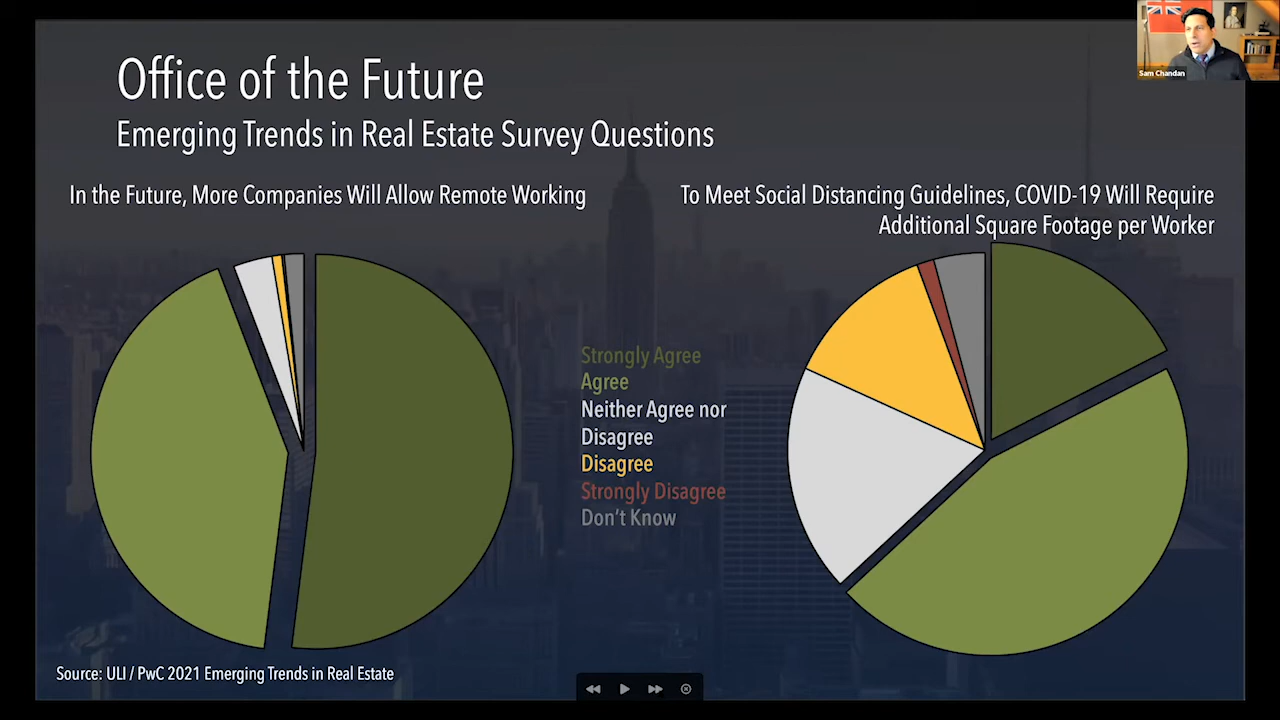 Sam Chandan
Office of the Future
Emerging Trends in Real Estate Survey Questions
In the Future, More Companies Will Allow Remote Working
To Meet Social Distancing Guidelines, COVID-19 Will Require
Additional Square Footage per Worker
Strongly Agree
Agree
Neither Agree nor
Disagree
Disagree
Strongly Disagree
Don't Know
Source: ULI / PwC 2021 Emerging Trends in Real Estate